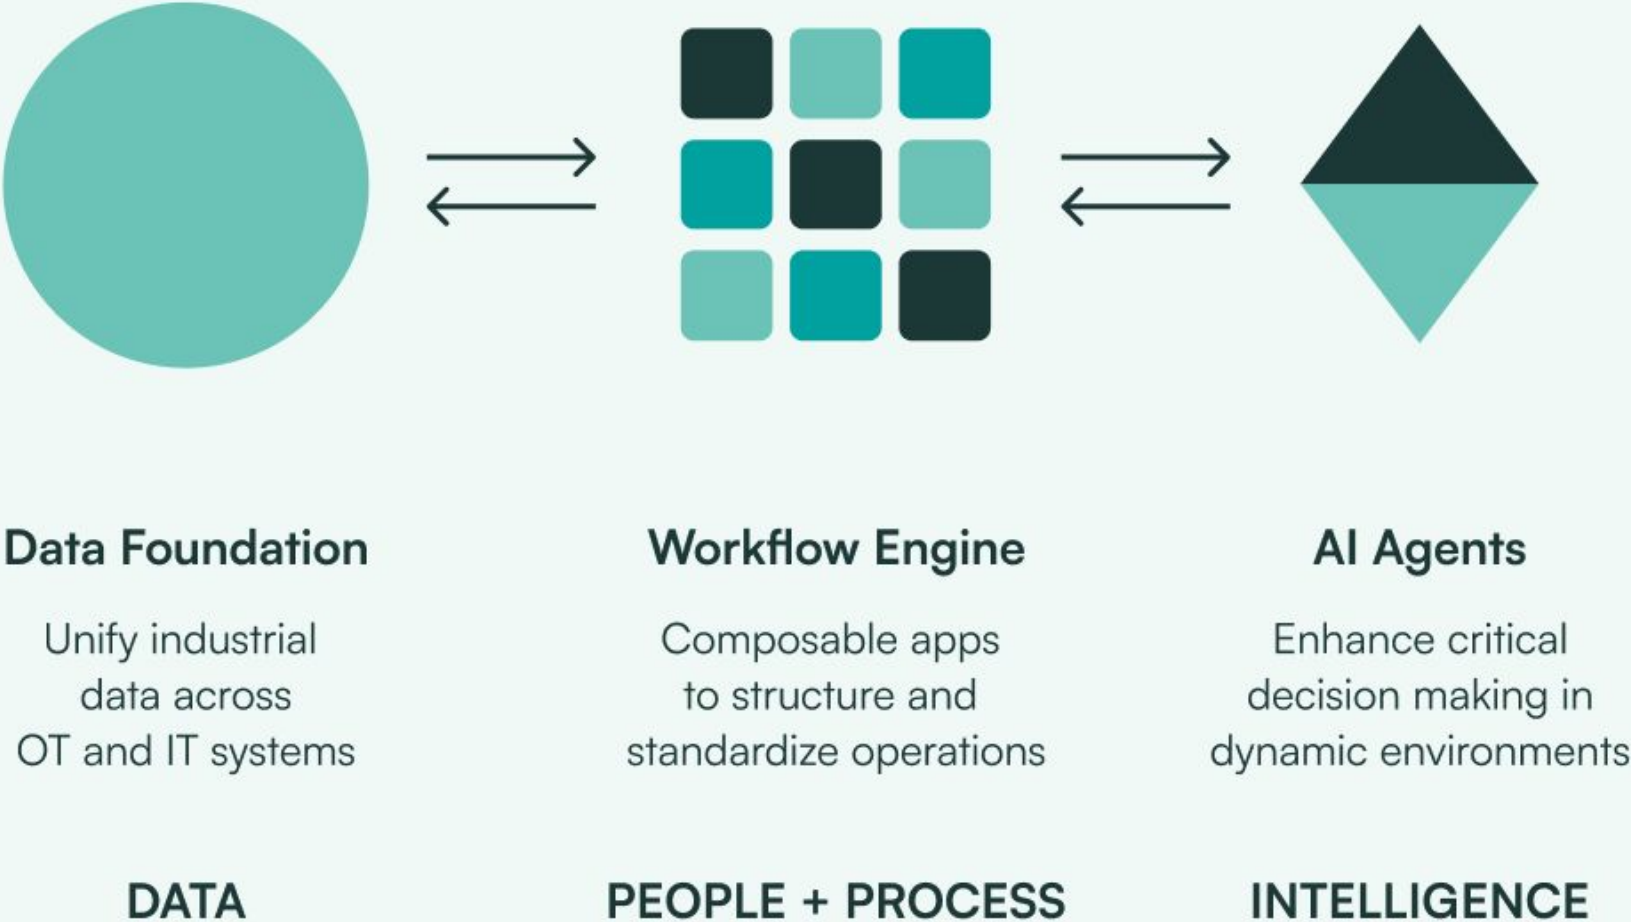 Data Foundation
Unify industrial
data across
OT and IT systems
DATA
Workflow Engine
Composable apps
to structure and
standardize operations
PEOPLE + PROCESS
AI Agents
Enhance critical
decision making in
dynamic environments
INTELLIGENCE